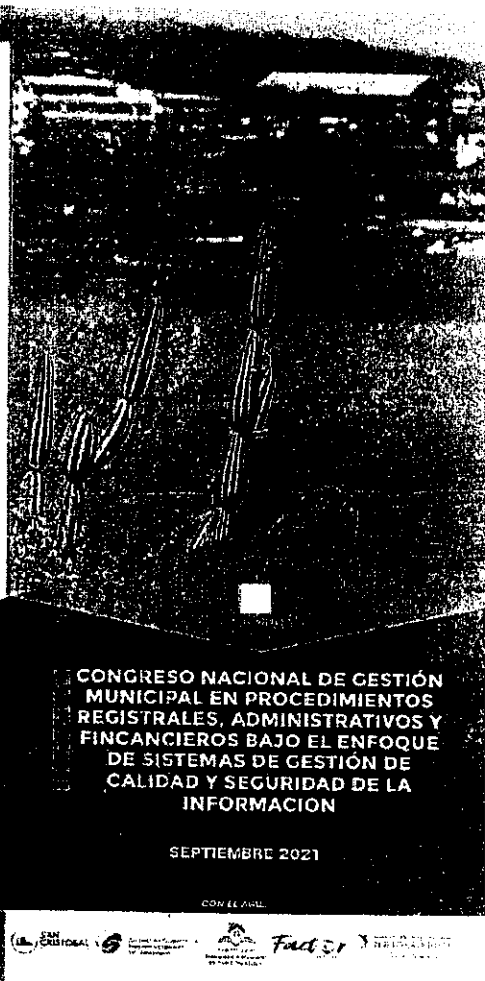 CONGRESO NACIONAL DE GESTIÓN
MUNICIPAL EN PROCEDIMIENTOS
REGISTRALES, ADMINISTRATIVOS Y
FINCANCIEROS BAJO EL ENFOQUE
DE SISTEMAS DE GESTIÓN DE
CALIDAD Y SEGURIDAD DE LA
INFORMACION
SEPTIEMBRE 2021
CON EL AVAL
SAN
CRISTOBAL